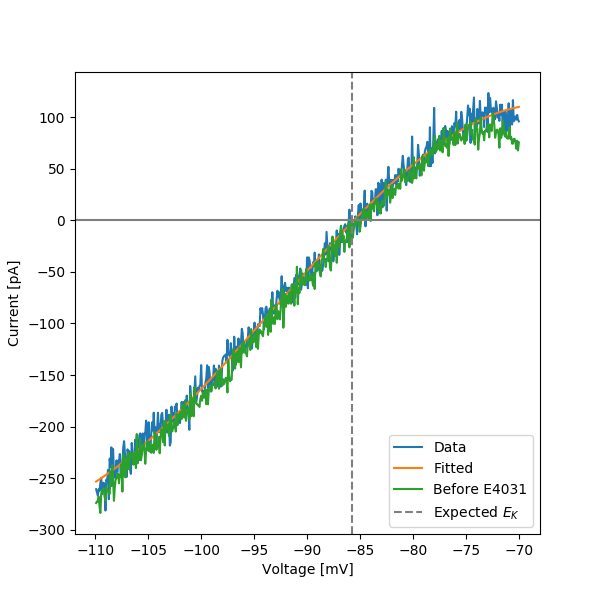 100
50
0
−50
−100
−150
−200
−250
−300
Current [pA]
Data
Fitted
Before E4031
Expected E_K
−110 −105 −100 −95 −90 −85 −80 −75 −70
Voltage [mV]